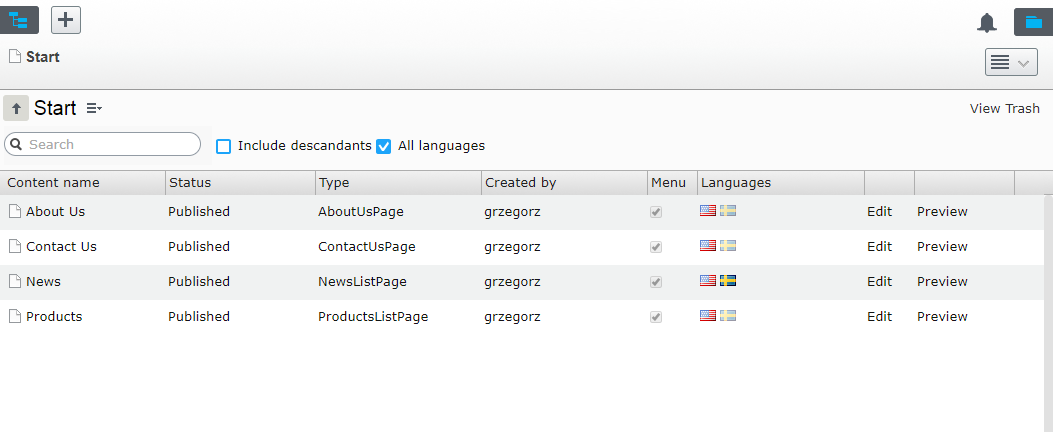 Start
Start
View Trash
Search
Include descandants All languages
Content name Status Type Created by Menu Languages
About Us Published AboutUsPage grzegorz Edit Preview
Contact Us Published ContactUsPage grzegorz Edit Preview
News Published NewsListPage grzegorz Edit Preview
Products Published ProductsListPage grzegorz Edit Preview